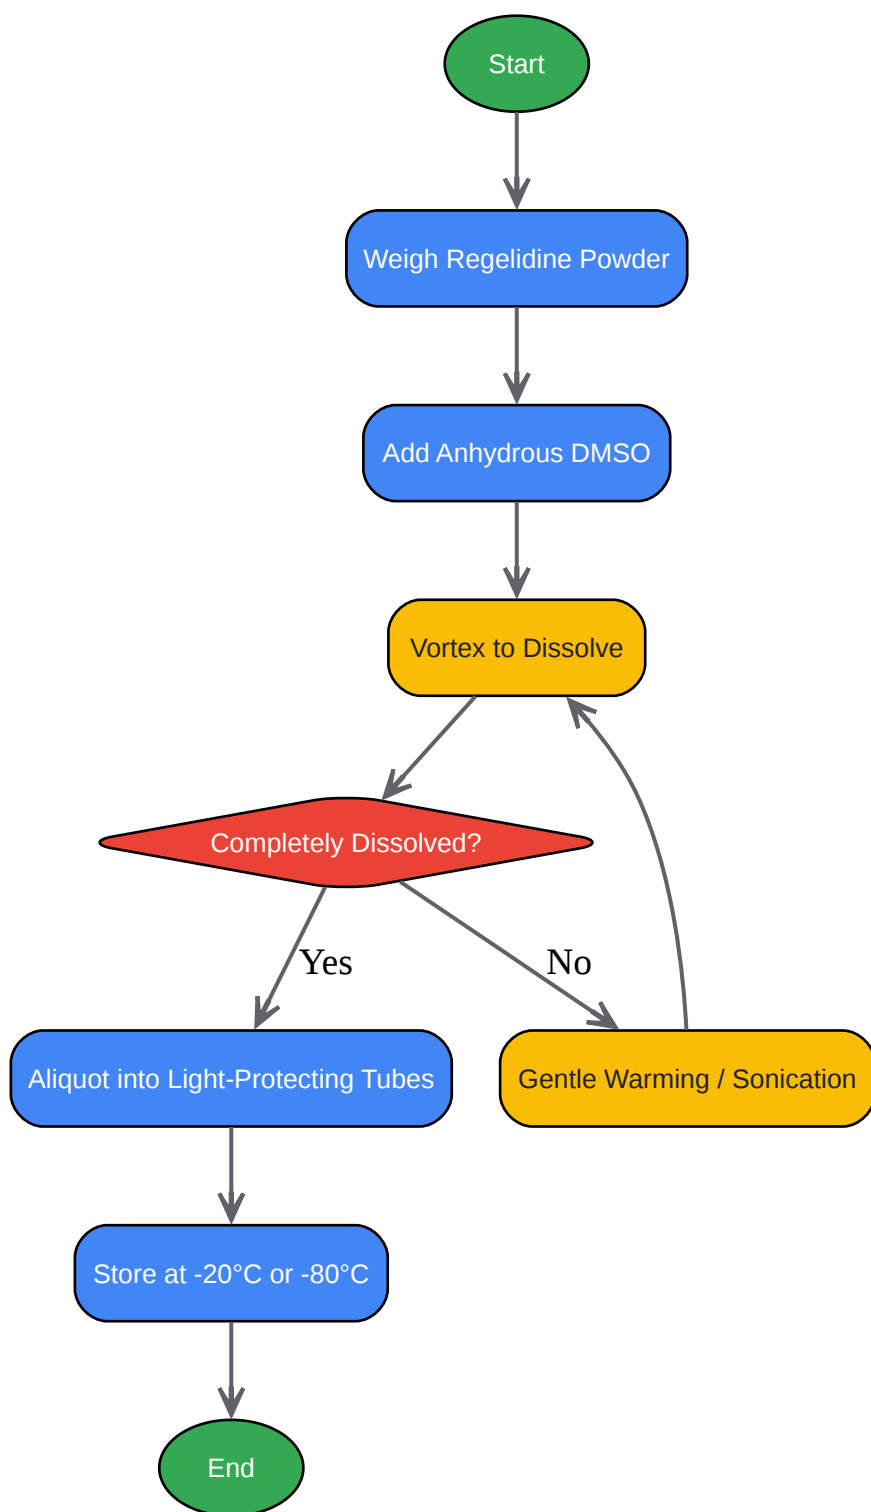 Start
Weigh Regelidine Powder
Add Anhydrous DMSO
Vortex to Dissolve
Completely Dissolved?
Yes
No
Aliquot into Light-Protecting Tubes
Gentle Warming / Sonication
Store at -20°C or -80°C
End